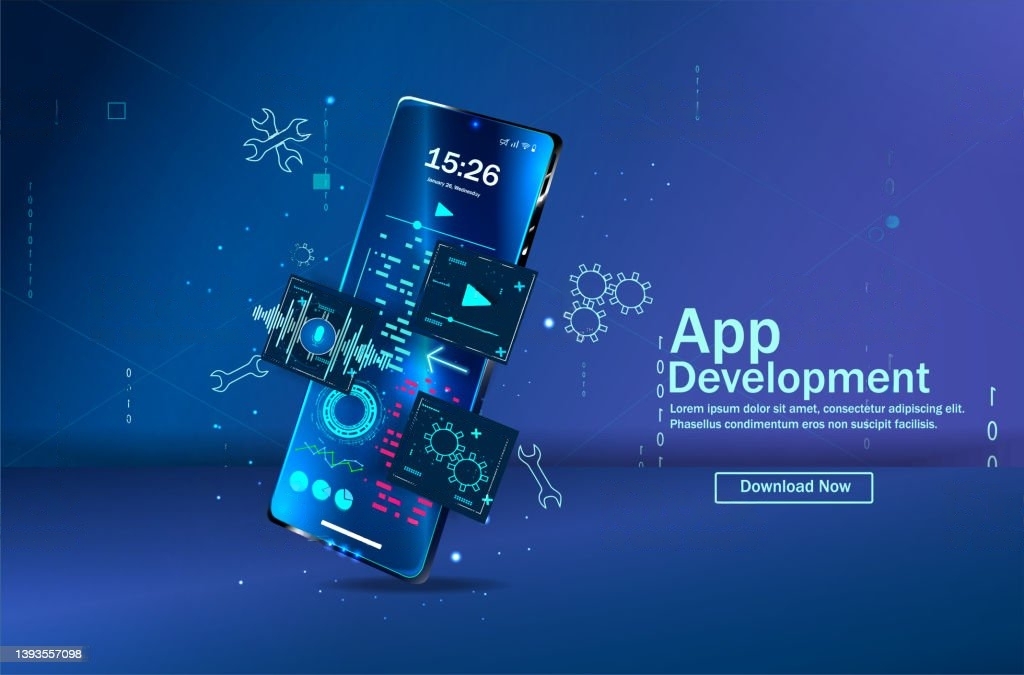 15:26
January 26, Wednesday
App
Development
Lorem ipsum dolor sit amet, consectetur adipiscing elit.
Phasellus condimentum eros non suscipit facilisis.
Download Now
1393557098